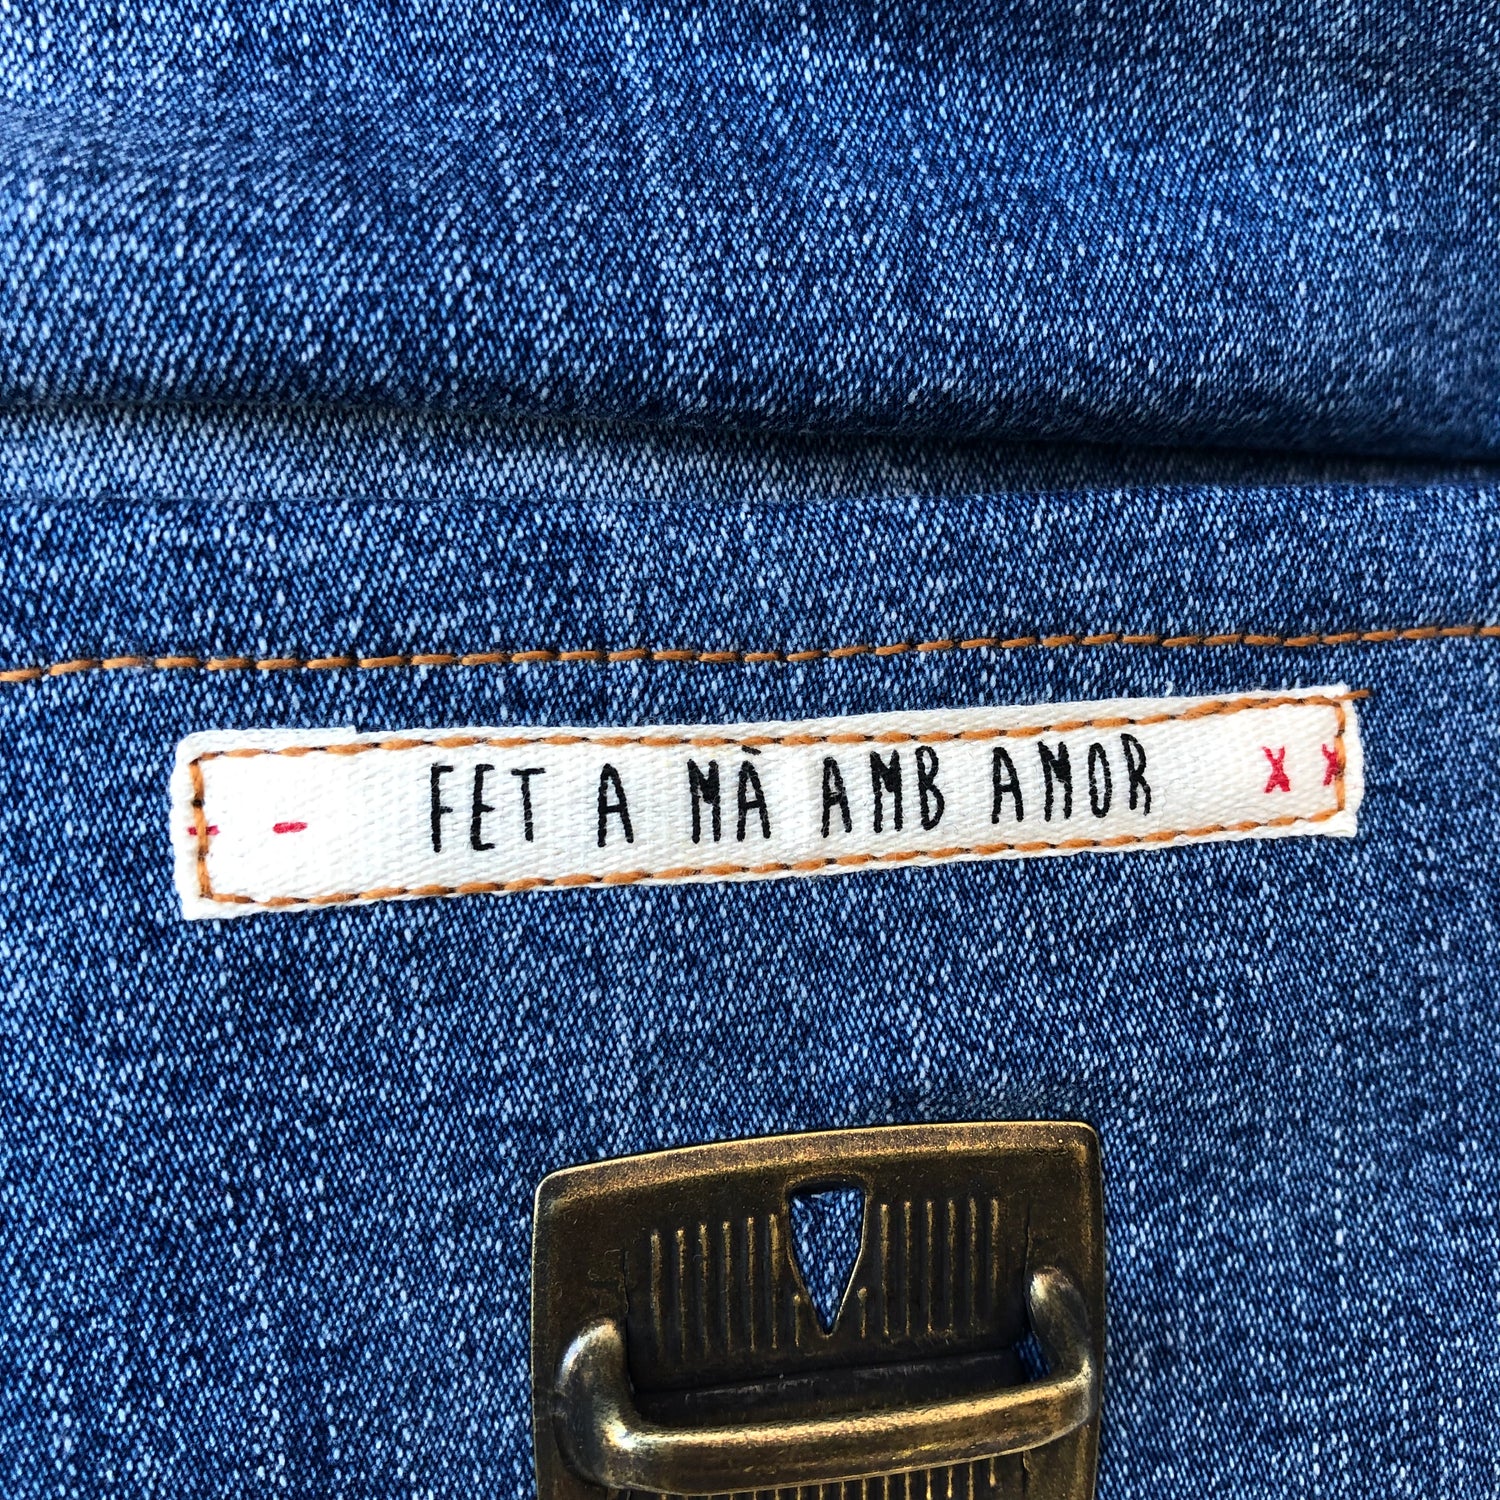 FET A MÀ AMB AMOR X X